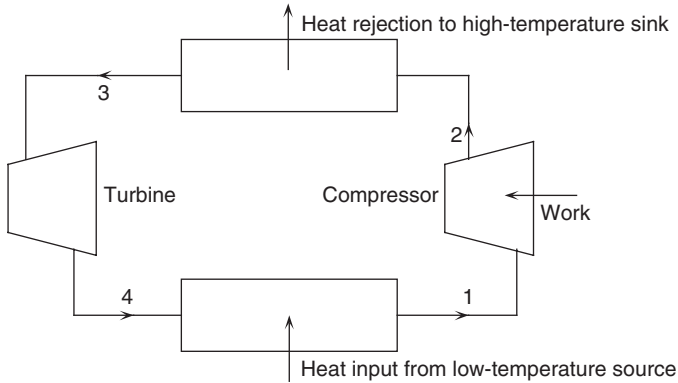 Heat rejection to high-temperature sink
3
2
Turbine
Compressor
Work
4
1
Heat input from low-temperature source